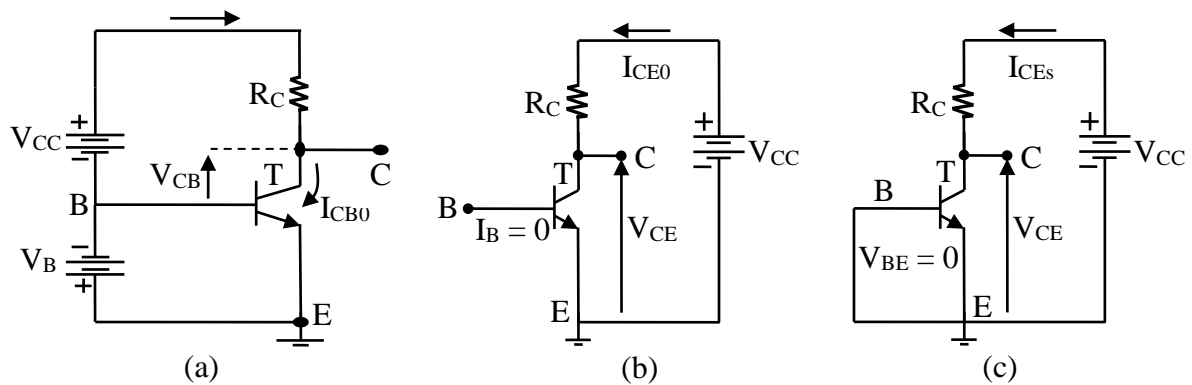 R_C
V_CC
+
-
V_CB
T
C
B
I_CB0
V_B
-
+
E
(a)
I_CE0
R_C
T
C
+
-
V_CC
B
I_B = 0
V_CE
E
(b)
I_CEs
R_C
T
C
+
-
V_CC
B
V_BE = 0
V_CE
E
(c)